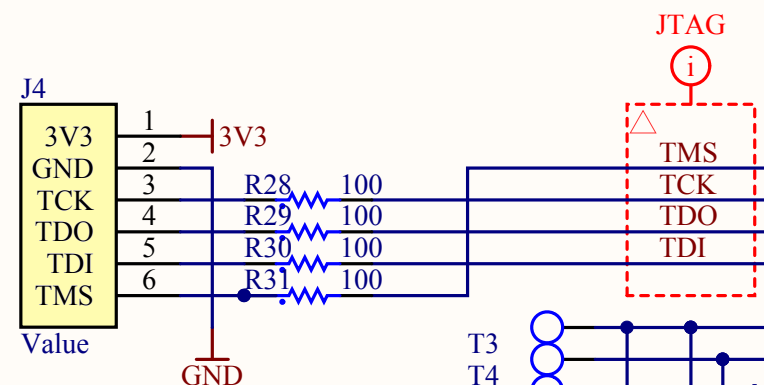 JTAG
i
J4
3V3 1 3V3
GND 2 TMS
TCK 3 R28 100 TCK
TDO 4 R29 100 TDO
TDI 5 R30 100 TDI
TMS 6 R31 100
Value
GND
T3
T4